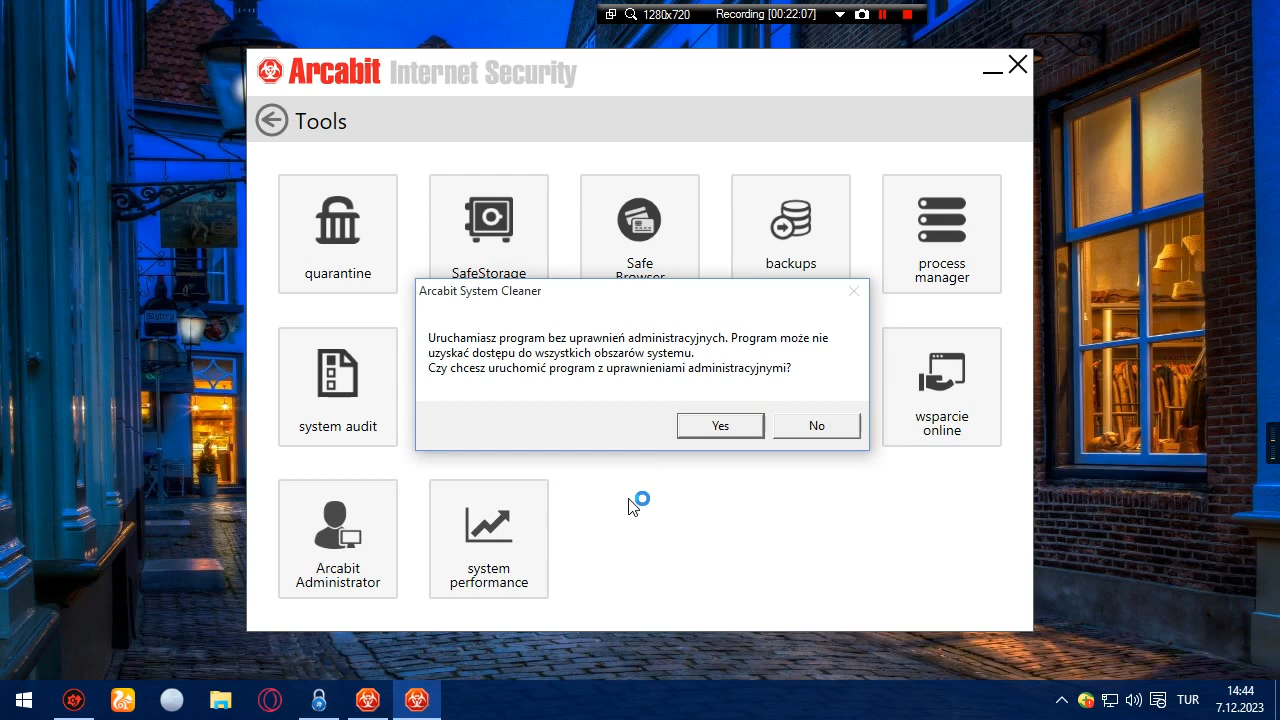 1280x720 Recording [00:22:07]
Arcabit Internet Security
Tools
quarantine
SafeStorage
Safe
Browser
backups
process
manager
Arcabit System Cleaner
Uruchamiasz program bez uprawnień administracyjnych. Program może nie
uzyskać dostępu do wszystkich obszarów systemu.
Czy chcesz uruchomić program z uprawnieniami administracyjnymi?
Yes No
system audit
wsparcie
online
Arcabit
Administrator
system
performance
TUR
14:44
7.12.2023